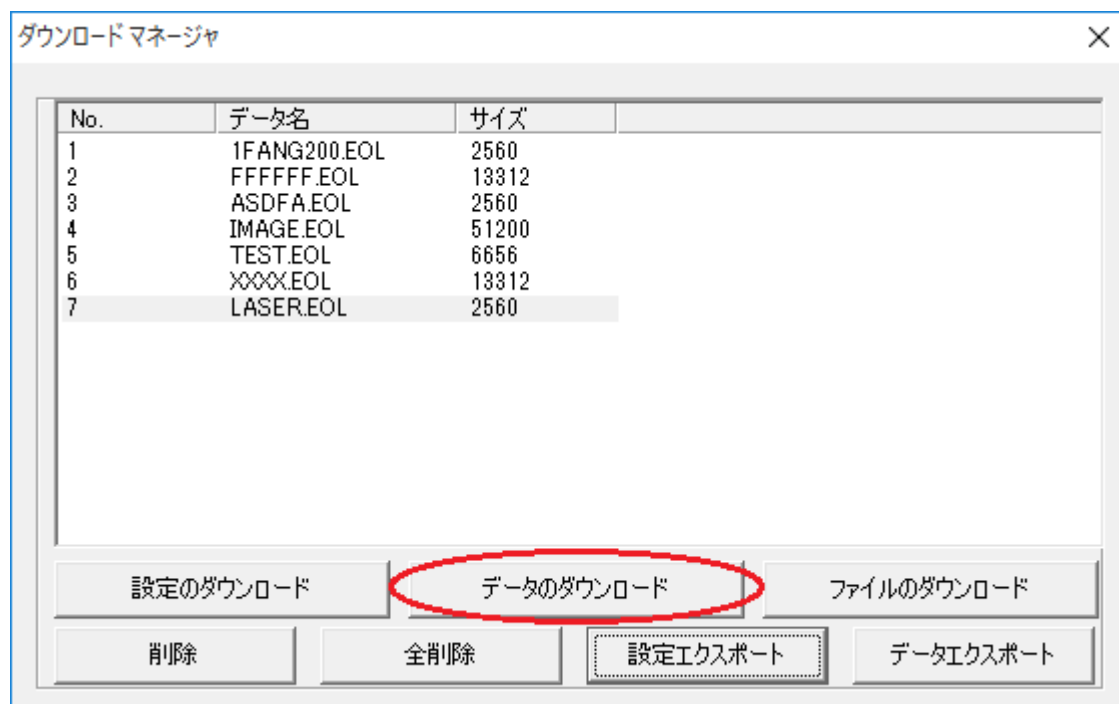 ダウンロード マネージャ
No. データ名 サイズ
1 1FANG200.EOL 2560
2 FFFFFF.EOL 13312
3 ASDFA.EOL 2560
4 IMAGE.EOL 51200
5 TEST.EOL 6656
6 XXXX.EOL 13312
7 LASER.EOL 2560
設定のダウンロード データのダウンロード ファイルのダウンロード
削除 全削除 設定エクスポート データエクスポート